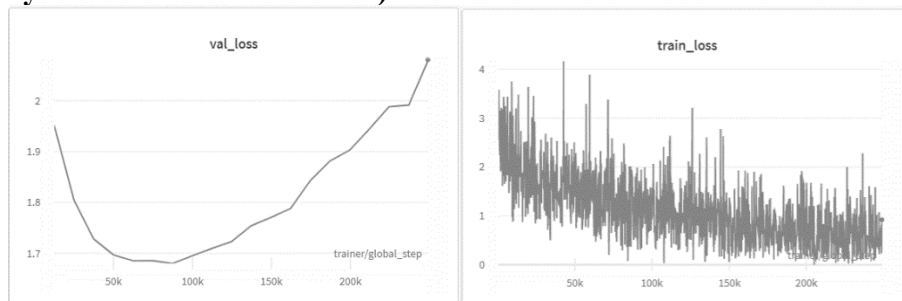 val_loss
2
1.9
1.8
1.7
50k
100k
150k
200k
trainer/global_step
train_loss
4
3
2
1
0
50k
100k
150k
200k